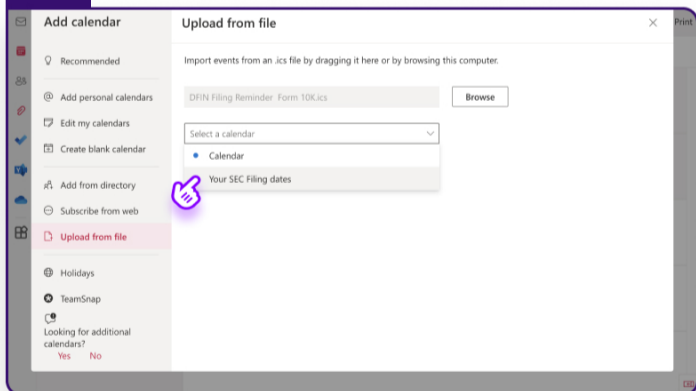 Add calendar
Upload from file
Print
Recommended
Import events from an .ics file by dragging it here or by browsing this computer.
Add personal calendars
DFIN Filing Reminder Form 10K.ics
Browse
Edit my calendars
Select a calendar
Create blank calendar
Calendar
Add from directory
Your SEC Filing dates
Subscribe from web
Upload from file
Holidays
TeamSnap
Looking for additional
calendars?
Yes No